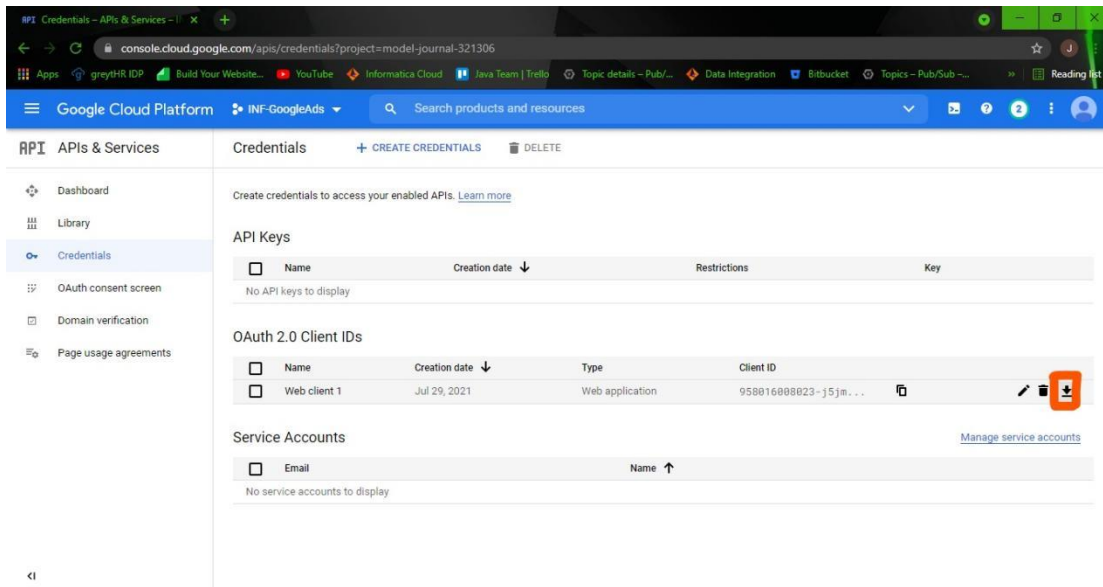 API Credentials – APIs & Services –
console.cloud.google.com/apis/credentials?project=model-journal-321306 J
Apps greytHR IDP Build Your Website... YouTube Informatica Cloud Java Team | Trello Topic details – Pub/... Data Integration Bitbucket Topics – Pub/Sub –... » Reading list
Google Cloud Platform INF-GoogleAds Search products and resources 2
API APIs & Services Credentials + CREATE CREDENTIALS DELETE
Dashboard
Create credentials to access your enabled APIs. Learn more
Library
API Keys
Credentials
Name Creation date Restrictions Key
OAuth consent screen
No API keys to display
Domain verification
OAuth 2.0 Client IDs
Page usage agreements
Name Creation date Type Client ID
Web client 1 Jul 29, 2021 Web application 958016008023-j5jm...
Service Accounts Manage service accounts
Email Name
No service accounts to display